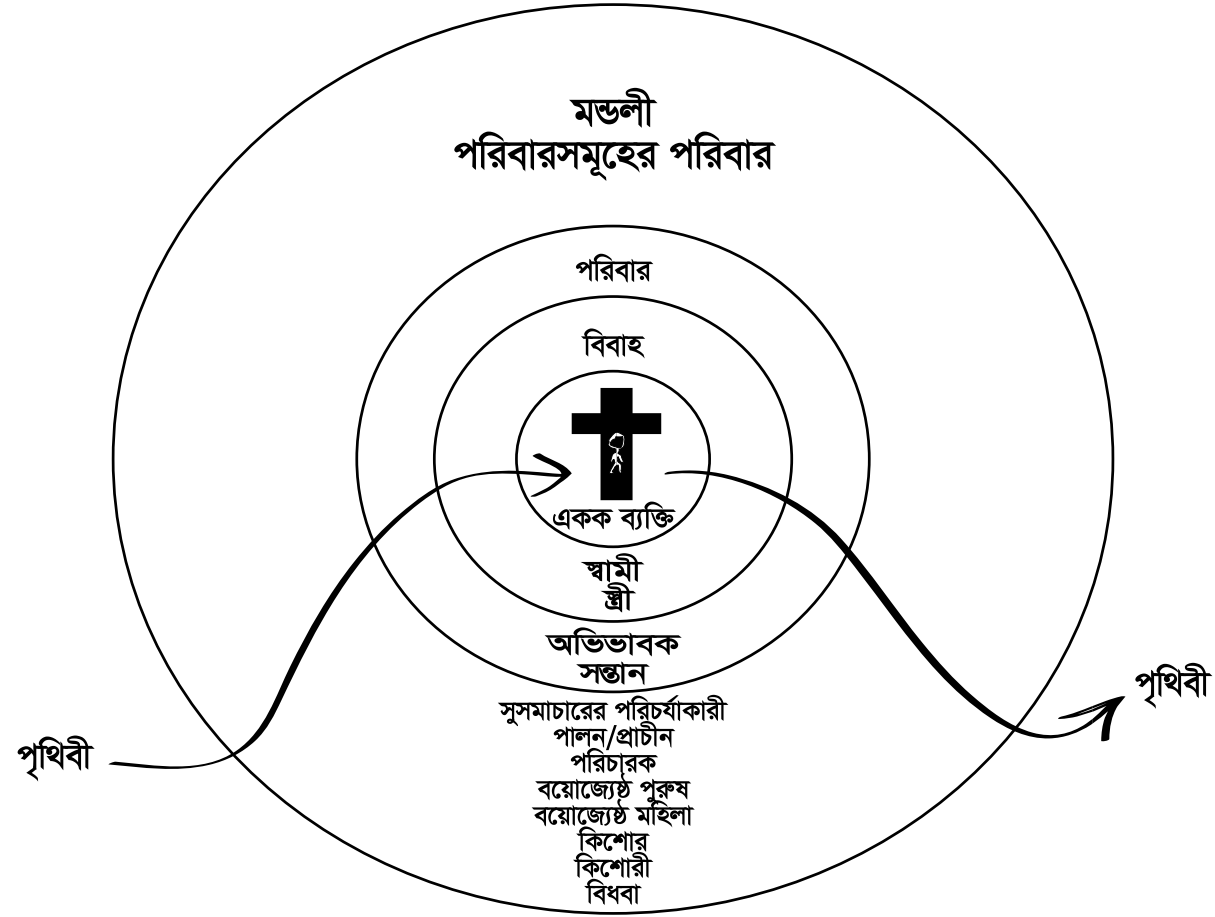 মন্ডলী
পরিবারসমূহের পরিবার
পরিবার
বিবাহ
একক ব্যক্তি
স্বামী
স্ত্রী
অভিভাবক
সন্তান
সুসমাচারের পরিচর্যাকারী
পালন/প্রাচীন
পরিচারক
বয়োজ্যেষ্ঠ পুরুষ
বয়োজ্যেষ্ঠ মহিলা
কিশোর
কিশোরী
বিধবা
পৃথিবী
পৃথিবী